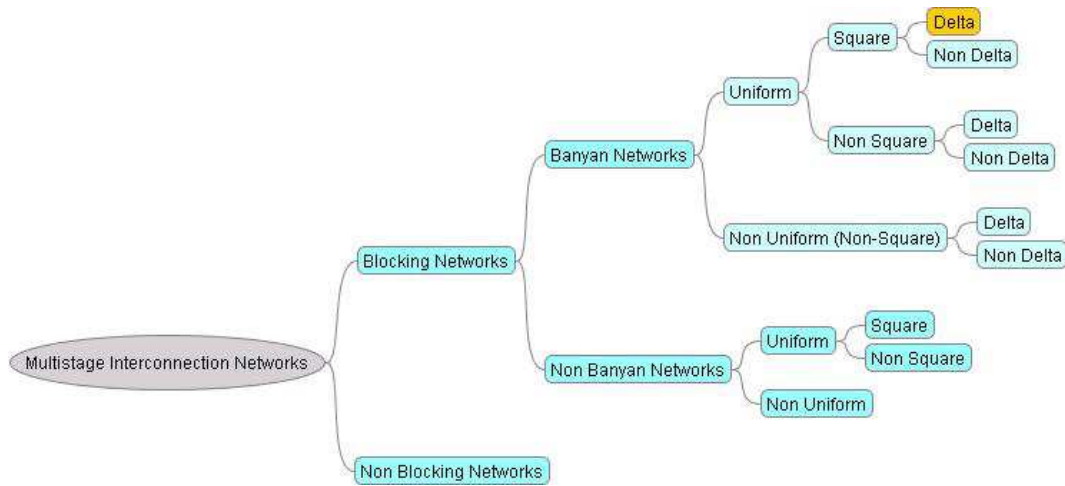 Delta
Square
Non Delta
Uniform
Delta
Non Square
Non Delta
Banyan Networks
Delta
Non Uniform (Non-Square)
Non Delta
Blocking Networks
Square
Uniform
Non Square
Multistage Interconnection Networks
Non Banyan Networks
Non Uniform
Non Blocking Networks